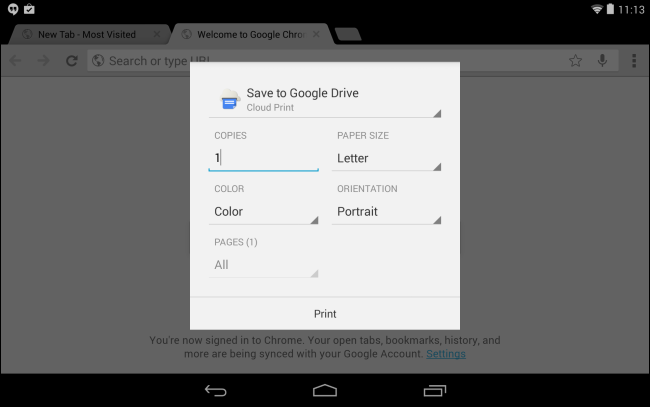 11:13
New Tab - Most Visited
Welcome to Google Chron
Search or type URL
Save to Google Drive
Cloud Print
COPIES
PAPER SIZE
1
Letter
COLOR
ORIENTATION
Color
Portrait
PAGES (1)
All
Print
You're now signed in to Chrome. Your open tabs, bookmarks, history, and
more are being synced with your Google Account. Settings